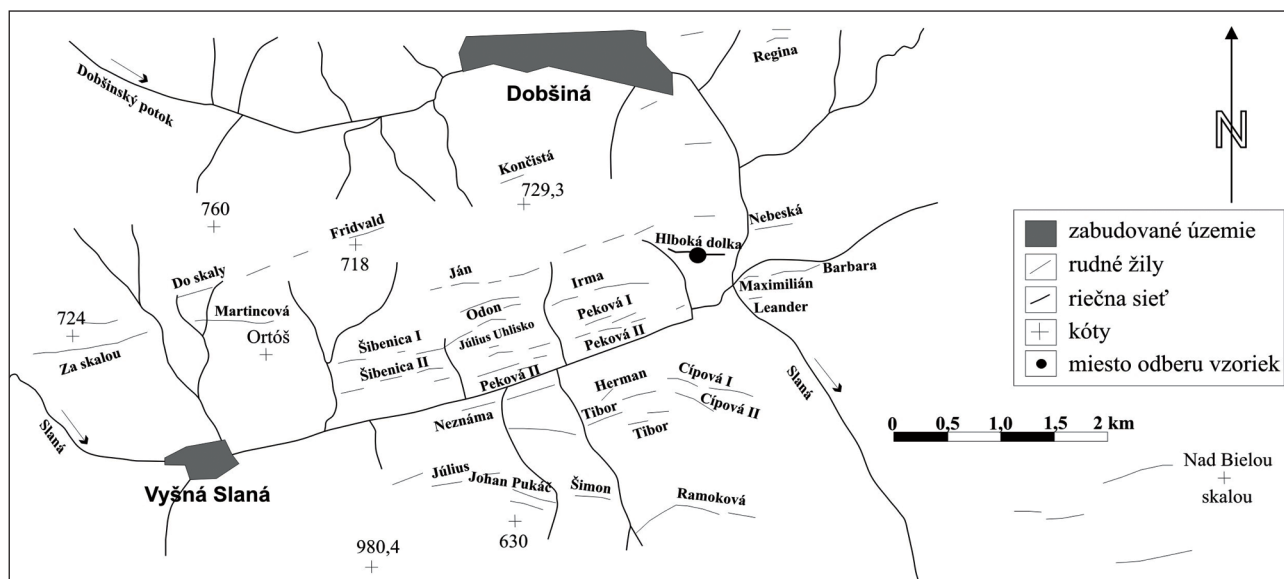 Regina
Dobšinský potok
Dobšiná
Končistá
729,3
760
Fridvald
718
Nebeská
Hlboká dolka
Do skaly
Ján
Irma
Barbara
Maximilián
Leander
Martincová
Ortóš
724
Za skalou
Odon
Peková I
Šibenica I
Július Uhlisko
Peková II
Šibenica II
Peková II
Herman
Cípová I
Cípová II
Tibor
Tibor
Neznáma
Slaná
Slaná
Vyšná Slaná
Július
Johan Pukáč
Šimon
Ramoková
630
980,4
N
zabudované územie
rudné žily
riečna sieť
kóty
miesto odberu vzoriek
0 0,5 1,0 1,5 2 km
Nad Bielou
skalou